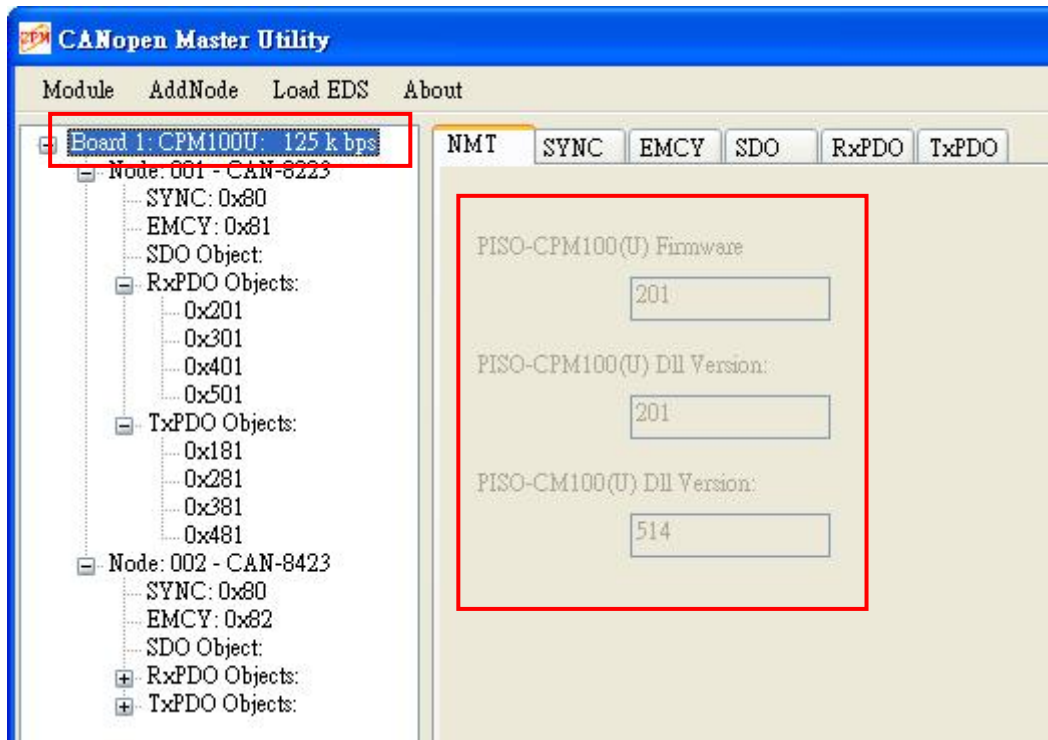 CPM CANopen Master Utility
Module AddNode Load EDS About
Board 1: CPM100U: 125 k bps
Node: 001 - CAN-8223
SYNC: 0x80
EMCY: 0x81
SDO Object:
RxPDO Objects:
0x201
0x301
0x401
0x501
TxPDO Objects:
0x181
0x281
0x381
0x481
Node: 002 - CAN-8423
SYNC: 0x80
EMCY: 0x82
SDO Object:
RxPDO Objects:
TxPDO Objects:
NMT SYNC EMCY SDO RxPDO TxPDO
PISO-CPM100(U) Firmware
201
PISO-CPM100(U) Dll Version:
201
PISO-CM100(U) Dll Version:
514